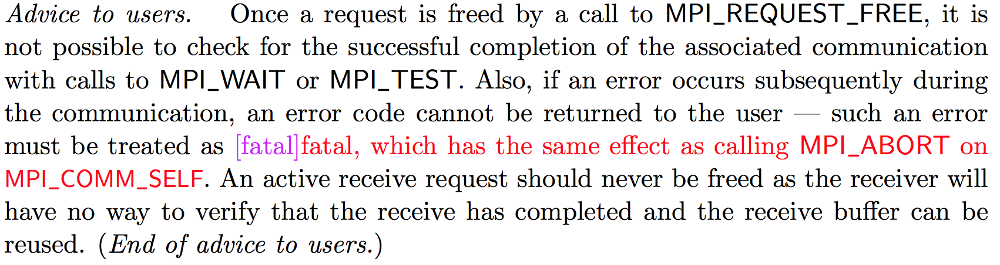 Advice to users. Once a request is freed by a call to MPI_REQUEST_FREE, it is
not possible to check for the successful completion of the associated communication
with calls to MPI_WAIT or MPI_TEST. Also, if an error occurs subsequently during
the communication, an error code cannot be returned to the user — such an error
must be treated as [fatal]fatal, which has the same effect as calling MPI_ABORT on
MPI_COMM_SELF. An active receive request should never be freed as the receiver will
have no way to verify that the receive has completed and the receive buffer can be
reused. (End of advice to users.)